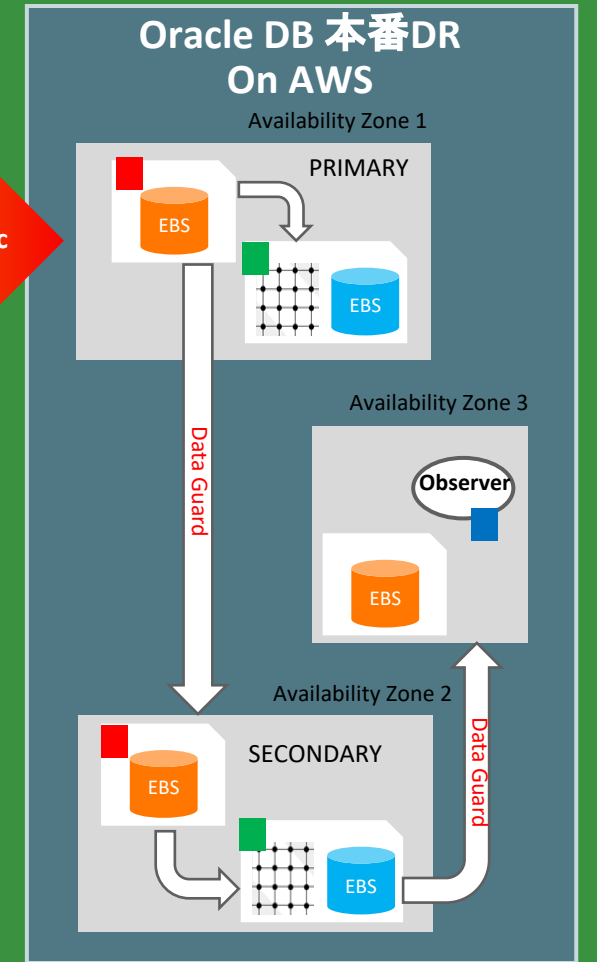 Oracle DB 本番DR
On AWS
Availability Zone 1
PRIMARY
EBS
EBS
c
Data Guard
Availability Zone 3
Observer
EBS
Availability Zone 2
SECONDARY
EBS
EBS
Data Guard